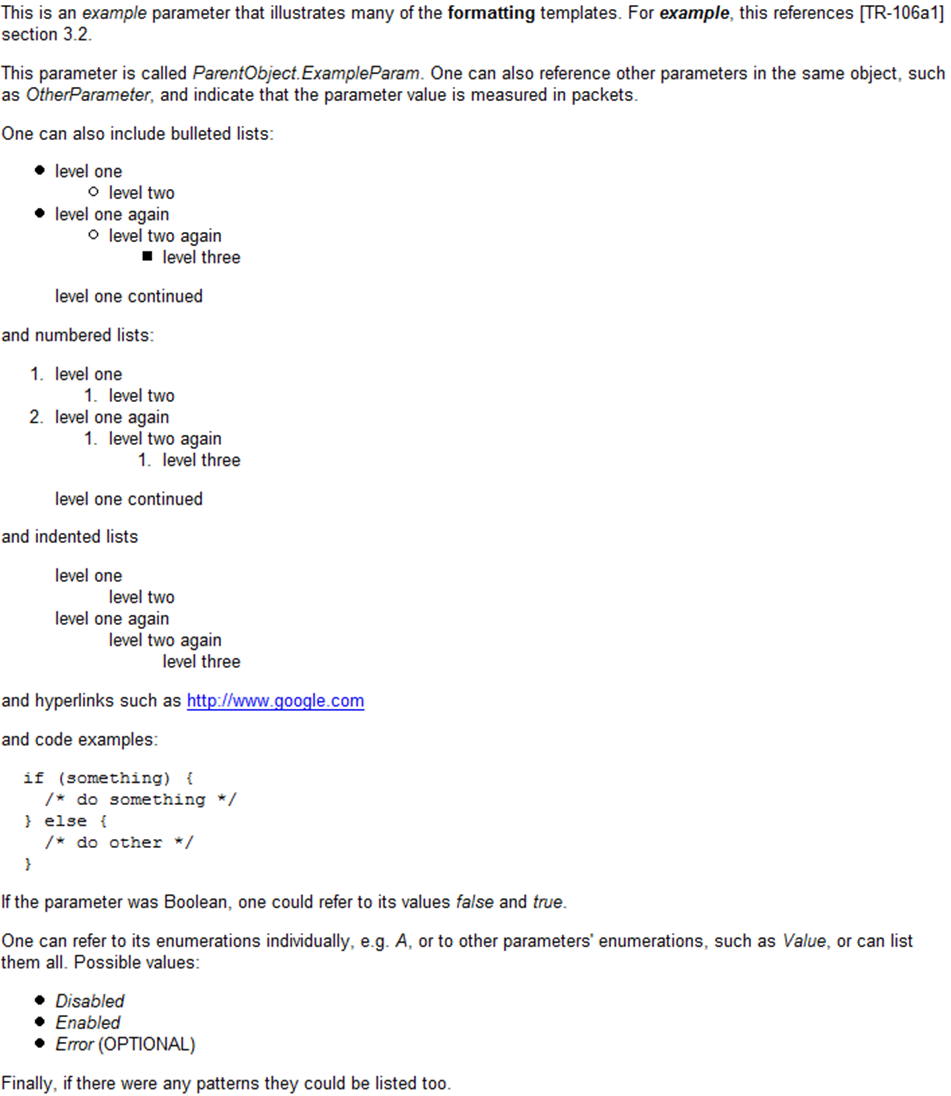 This is an example parameter that illustrates many of the formatting templates. For example, this references [TR-106a1]
section 3.2.
This parameter is called ParentObject.ExampleParam. One can also reference other parameters in the same object, such
as OtherParameter, and indicate that the parameter value is measured in packets.
One can also include bulleted lists:
● level one
○ level two
● level one again
○ level two again
■ level three
level one continued
and numbered lists:
1. level one
1. level two
2. level one again
1. level two again
1. level three
level one continued
and indented lists
level one
level two
level one again
level two again
level three
and hyperlinks such as http://www.google.com
and code examples:
if (something) {
/* do something */
} else {
/* do other */
}
If the parameter was Boolean, one could refer to its values false and true.
One can refer to its enumerations individually, e.g. A, or to other parameters' enumerations, such as Value, or can list
them all. Possible values:
● Disabled
● Enabled
● Error (OPTIONAL)
Finally, if there were any patterns they could be listed too.